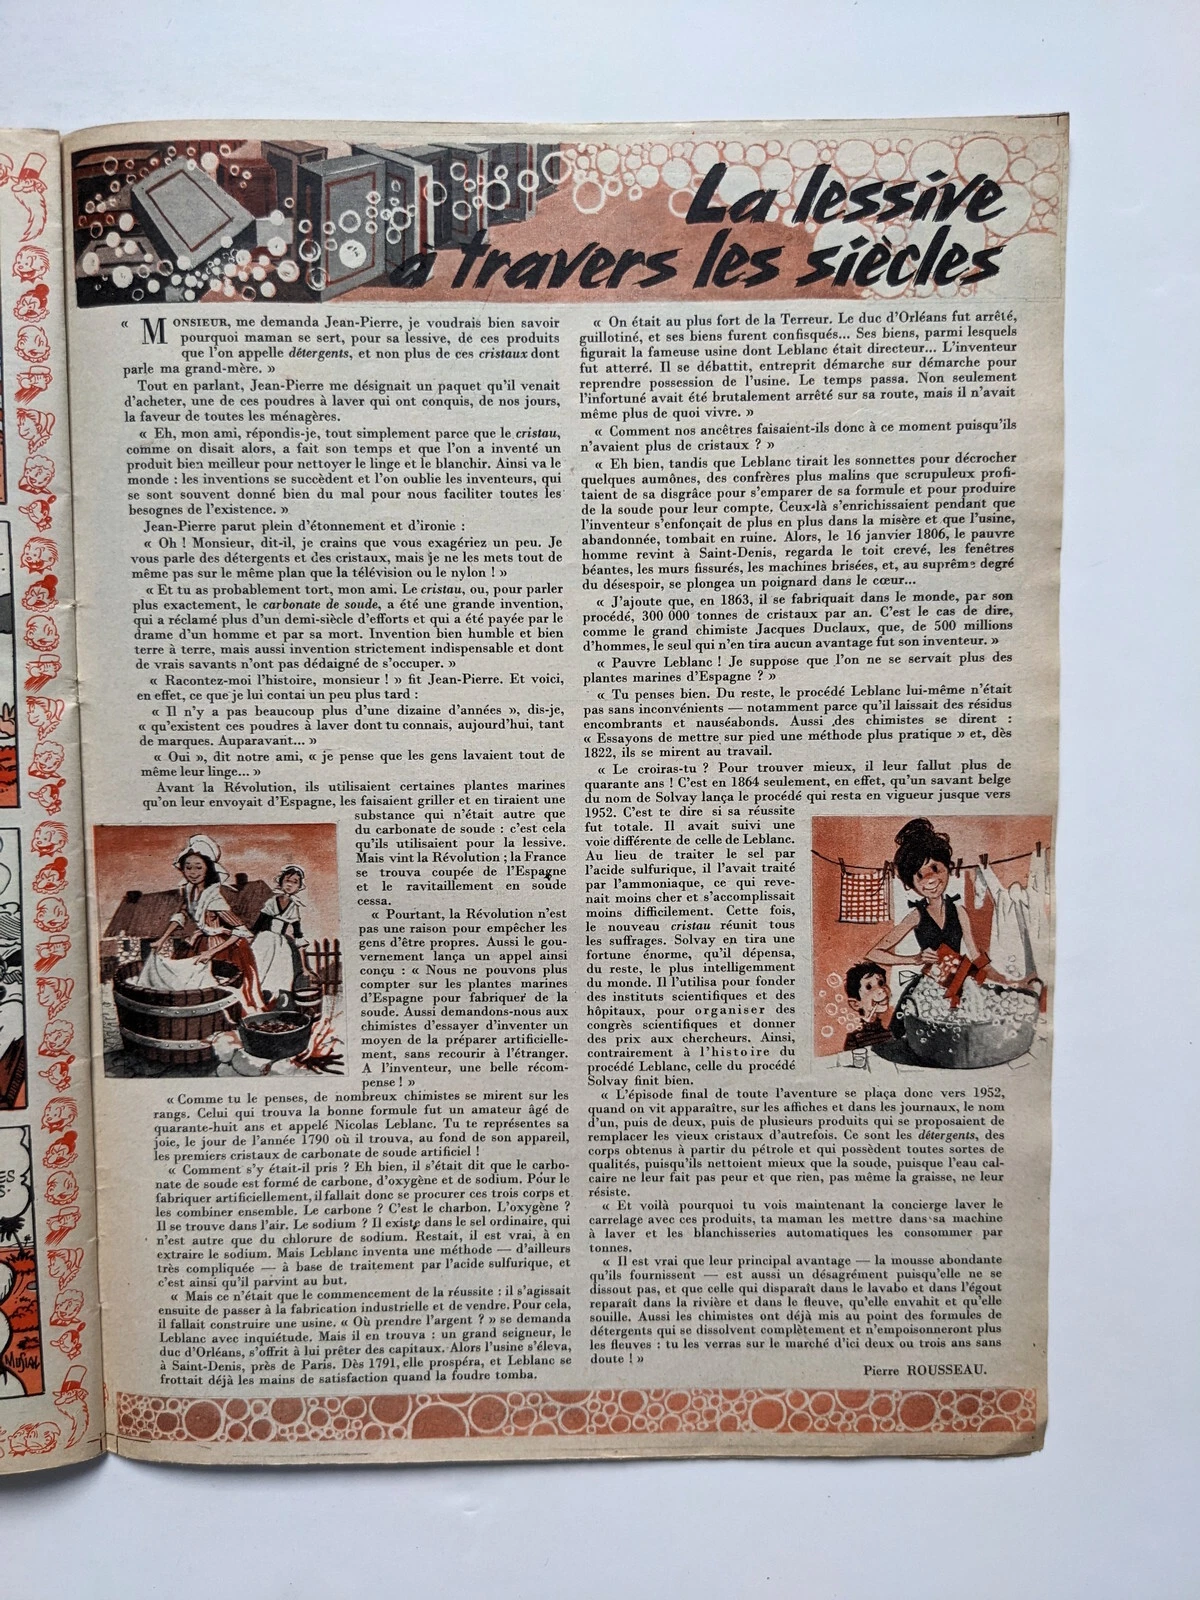 La lessive
à travers les siècles
« MONSIEUR, me demanda Jean-Pierre, je voudrais bien savoir
pourquoi maman se sert, pour sa lessive, de ces produits
que l'on appelle détergents, et non plus de ces cristaux dont
parle ma grand-mère. »
Tout en parlant, Jean-Pierre me désignait un paquet qu'il venait
d'acheter, une de ces poudres à laver qui ont conquis, de nos jours,
la faveur de toutes les ménagères.
« Eh, mon ami, répondis-je, tout simplement parce que le cristau,
comme on disait alors, a fait son temps et que l'on a inventé un
produit bien meilleur pour nettoyer le linge et le blanchir. Ainsi va le
monde : les inventions se succèdent et l'on oublie les inventeurs, qui
se sont souvent donné bien du mal pour nous faciliter toutes les
besognes de l'existence. »
Jean-Pierre parut plein d'étonnement et d'ironie :
« Oh ! Monsieur, dit-il, je crains que vous exagériez un peu. Je
vous parle des détergents et des cristaux, mais je ne les mets tout de
même pas sur le même plan que la télévision ou le nylon ! »
« Et tu as probablement tort, mon ami. Le cristau, ou, pour parler
plus exactement, le carbonate de soude, a été une grande invention,
qui a réclamé plus d'un demi-siècle d'efforts et qui a été payée par le
drame d'un homme et par sa mort. Invention bien humble et bien
terre à terre, mais aussi invention strictement indispensable et dont
de vrais savants n'ont pas dédaigné de s'occuper. »
« Racontez-moi l'histoire, monsieur ! » fit Jean-Pierre. Et voici,
en effet, ce que je lui contai un peu plus tard :
« Il n'y a pas beaucoup plus d'une dizaine d'années », dis-je,
« qu'existent ces poudres à laver dont tu connais, aujourd'hui, tant
de marques. Auparavant... »
« Oui », dit notre ami, « je pense que les gens lavaient tout de
même leur linge... »
Avant la Révolution, ils utilisaient certaines plantes marines
qu'on leur envoyait d'Espagne, les faisaient griller et en tiraient une
substance qui n'était autre que
du carbonate de soude : c'est cela
qu'ils utilisaient pour la lessive.
Mais vint la Révolution ; la France
se trouva coupée de l'Espagne
et le ravitaillement en soude
cessa.
« Pourtant, la Révolution n'est
pas une raison pour empêcher les
gens d'être propres. Aussi le gou-
vernement lança un appel ainsi
conçu : « Nous ne pouvons plus
compter sur les plantes marines
d'Espagne pour fabriquer de la
soude. Aussi demandons-nous aux
chimistes d'essayer d'inventer un
moyen de la préparer artificielle-
ment, sans recourir à l'étranger.
A l'inventeur, une belle récom-
pense ! »
« Comme tu le penses, de nombreux chimistes se mirent sur les
rangs. Celui qui trouva la bonne formule fut un amateur âgé de
quarante-huit ans et appelé Nicolas Leblanc. Tu te représentes sa
joie, le jour de l'année 1790 où il trouva, au fond de son appareil,
les premiers cristaux de carbonate de soude artificiel !
« Comment s'y était-il pris ? Eh bien, il s'était dit que le carbo-
nate de soude est formé de carbone, d'oxygène et de sodium. Pour le
fabriquer artificiellement, il fallait donc se procurer ces trois corps et
les combiner ensemble. Le carbone ? C'est le charbon. L'oxygène ?
Il se trouve dans l'air. Le sodium ? Il existe dans le sel ordinaire, qui
n'est autre que du chlorure de sodium. Restait, il est vrai, à en
extraire le sodium. Mais Leblanc inventa une méthode — d'ailleurs
très compliquée — à base de traitement par l'acide sulfurique, et
c'est ainsi qu'il parvint au but.
« Mais ce n'était que le commencement de la réussite : il s'agissait
ensuite de passer à la fabrication industrielle et de vendre. Pour cela,
il fallait construire une usine. « Où prendre l'argent ? » se demanda
Leblanc avec inquiétude. Mais il en trouva : un grand seigneur, le
duc d'Orléans, s'offrit à lui prêter des capitaux. Alors l'usine s'éleva,
à Saint-Denis, près de Paris. Dès 1791, elle prospéra, et Leblanc se
frottait déjà les mains de satisfaction quand la foudre tomba.
« On était au plus fort de la Terreur. Le duc d'Orléans fut arrêté,
guillotiné, et ses biens furent confisqués... Ses biens, parmi lesquels
figurait la fameuse usine dont Leblanc était directeur... L'inventeur
fut atterré. Il se débattit, entreprit démarche sur démarche pour
reprendre possession de l'usine. Le temps passa. Non seulement
l'infortuné avait été brutalement arrêté sur sa route, mais il n'avait
même plus de quoi vivre. »
« Comment nos ancêtres faisaient-ils donc à ce moment puisqu'ils
n'avaient plus de cristaux ? »
« Eh bien, tandis que Leblanc tirait les sonnettes pour décrocher
quelques aumônes, des confrères plus malins que scrupuleux profi-
taient de sa disgrâce pour s'emparer de sa formule et pour produire
de la soude pour leur compte. Ceux-là s'enrichissaient pendant que
l'inventeur s'enfonçait de plus en plus dans la misère et que l'usine,
abandonnée, tombait en ruine. Alors, le 16 janvier 1806, le pauvre
homme revint à Saint-Denis, regarda le toit crevé, les fenêtres
béantes, les murs fissurés, les machines brisées, et, au suprême degré
du désespoir, se plongea un poignard dans le cœur...
« J'ajoute que, en 1863, il se fabriquait dans le monde, par son
procédé, 300 000 tonnes de cristaux par an. C'est le cas de dire,
comme le grand chimiste Jacques Duclaux, que, de 500 millions
d'hommes, le seul qui n'en tira aucun avantage fut son inventeur. »
« Pauvre Leblanc ! Je suppose que l'on ne se servait plus des
plantes marines d'Espagne ? »
« Tu penses bien. Du reste, le procédé Leblanc lui-même n'était
pas sans inconvénients — notamment parce qu'il laissait des résidus
encombrants et nauséabonds. Aussi des chimistes se dirent :
« Essayons de mettre sur pied une méthode plus pratique » et, dès
1822, ils se mirent au travail.
« Le croiras-tu ? Pour trouver mieux, il leur fallut plus de
quarante ans ! C'est en 1864 seulement, en effet, qu'un savant belge
du nom de Solvay lança le procédé qui resta en vigueur jusque vers
1952. C'est te dire si sa réussite
fut totale. Il avait suivi une
voie différente de celle de Leblanc.
Au lieu de traiter le sel par
l'acide sulfurique, il l'avait traité
par l'ammoniaque, ce qui reve-
nait moins cher et s'accomplissait
moins difficilement. Cette fois,
le nouveau cristau réunit tous
les suffrages. Solvay en tira une
fortune énorme, qu'il dépensa,
du reste, le plus intelligemment
du monde. Il l'utilisa pour fonder
des instituts scientifiques et des
hôpitaux, pour organiser des
congrès scientifiques et donner
des prix aux chercheurs. Ainsi,
contrairement à l'histoire du
procédé Leblanc, celle du procédé
Solvay finit bien.
« L'épisode final de toute l'aventure se plaça donc vers 1952,
quand on vit apparaître, sur les affiches et dans les journaux, le nom
d'un, puis de deux, puis de plusieurs produits qui se proposaient de
remplacer les vieux cristaux d'autrefois. Ce sont les détergents, des
corps obtenus à partir du pétrole et qui possèdent toutes sortes de
qualités, puisqu'ils nettoient mieux que la soude, puisque l'eau cal-
caire ne leur fait pas peur et que rien, pas même la graisse, ne leur
résiste.
« Et voilà pourquoi tu vois maintenant la concierge laver le
carrelage avec ces produits, ta maman les mettre dans sa machine
à laver et les blanchisseries automatiques les consommer par
tonnes.
« Il est vrai que leur principal avantage — la mousse abondante
qu'ils fournissent — est aussi un désagrément puisqu'elle ne se
dissout pas, et que celle qui disparaît dans le lavabo et dans l'égout
reparaît dans la rivière et dans le fleuve, qu'elle envahit et qu'elle
souille. Aussi les chimistes ont déjà mis au point des formules de
détergents qui se dissolvent complètement et n'empoisonneront plus
les fleuves : tu les verras sur le marché d'ici deux ou trois ans sans
doute ! »
Pierre ROUSSEAU.